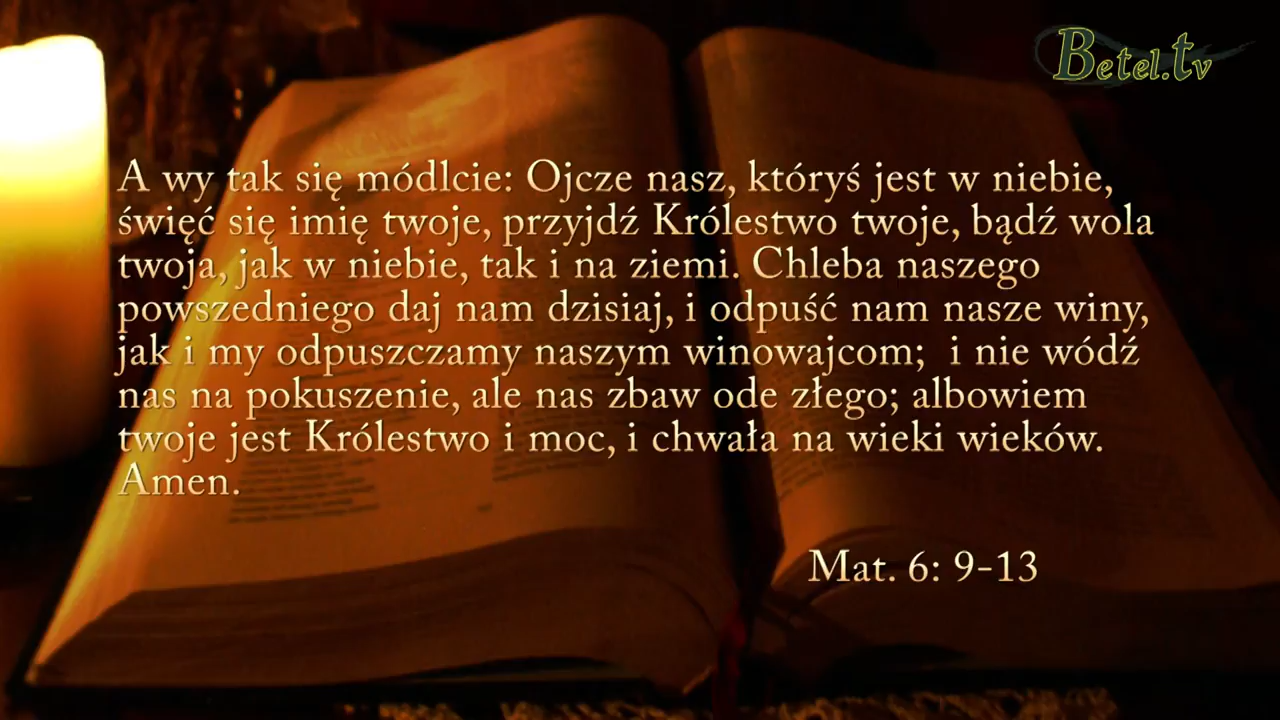 Betel.tv
A wy tak się módlcie: Ojcze nasz, któryś jest w niebie,
święć się imię twoje, przyjdź Królestwo twoje, bądź wola
twoja, jak w niebie, tak i na ziemi. Chleba naszego
powszedniego daj nam dzisiaj, i odpuść nam nasze winy,
jak i my odpuszczamy naszym winowajcom; i nie wódź
nas na pokuszenie, ale nas zbaw ode złego; albowiem
twoje jest Królestwo i moc, i chwała na wieki wieków.
Amen.
Mat. 6: 9-13